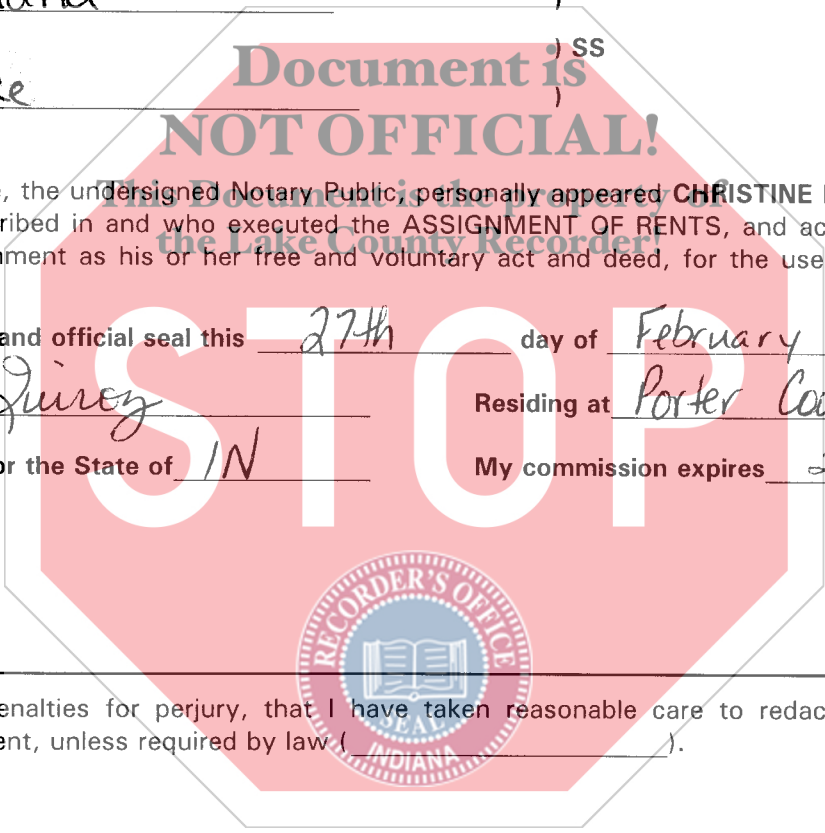 ) SS
)
Document is
NOT OFFICIAL!
This Document is the property of
the Lake County Recorder!
, the undersigned Notary Public, personally appeared CHRISTINE
ribed in and who executed the ASSIGNMENT OF RENTS, and ac
nment as his or her free and voluntary act and deed, for the use
and official seal this 27th day of February
Quiroz Residing at Porter Cou
or the State of IN My commission expires
STOP
RECORDER'S OFFICE
SEAL
INDIANA
enalties for perjury, that I have taken reasonable care to redac
ent, unless required by law ( ).